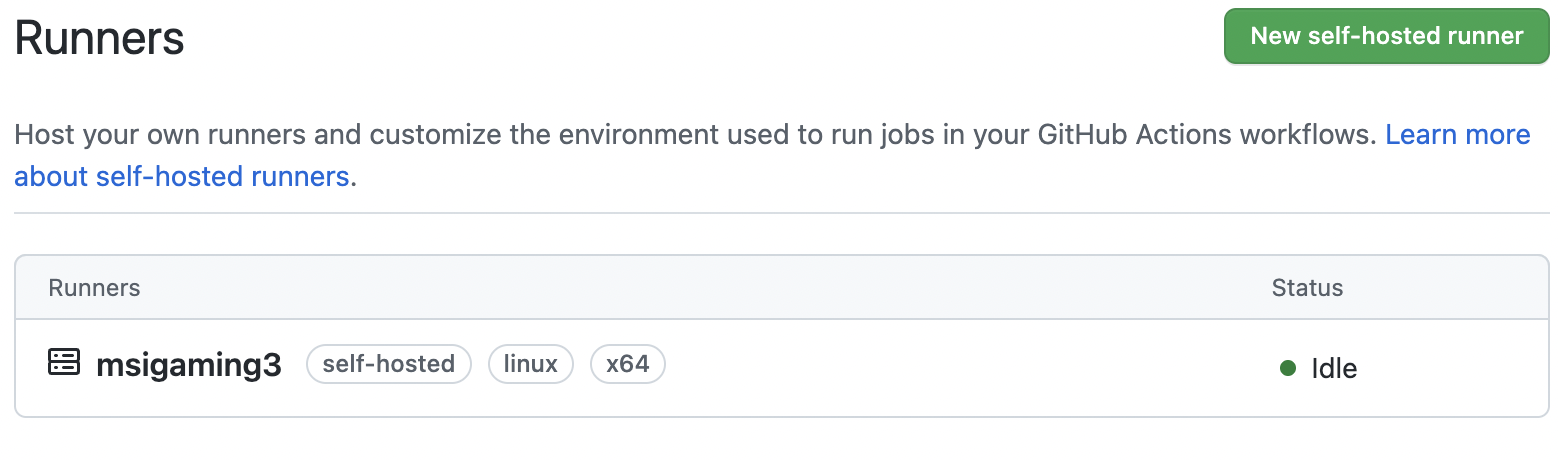 Runners
New self-hosted runner
Host your own runners and customize the environment used to run jobs in your GitHub Actions workflows. Learn more
about self-hosted runners.
Runners Status
msigaming3 self-hosted linux x64 Idle